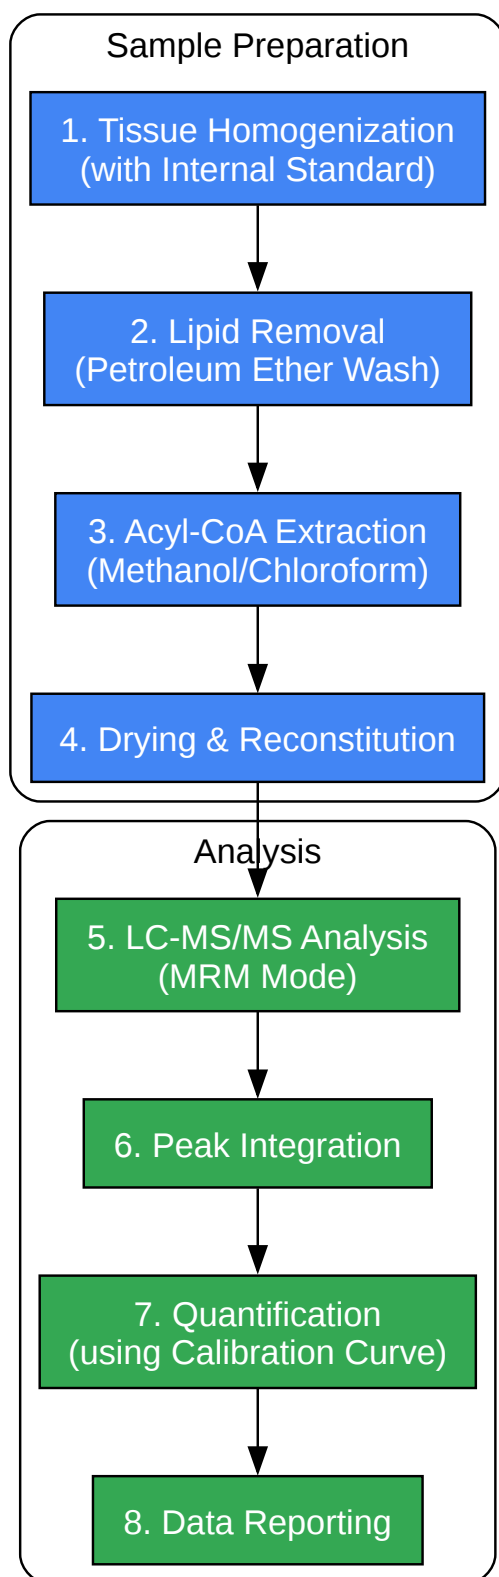 Sample Preparation
1. Tissue Homogenization
(with Internal Standard)
2. Lipid Removal
(Petroleum Ether Wash)
3. Acyl-CoA Extraction
(Methanol/Chloroform)
4. Drying & Reconstitution
Analysis
5. LC-MS/MS Analysis
(MRM Mode)
6. Peak Integration
7. Quantification
(using Calibration Curve)
8. Data Reporting